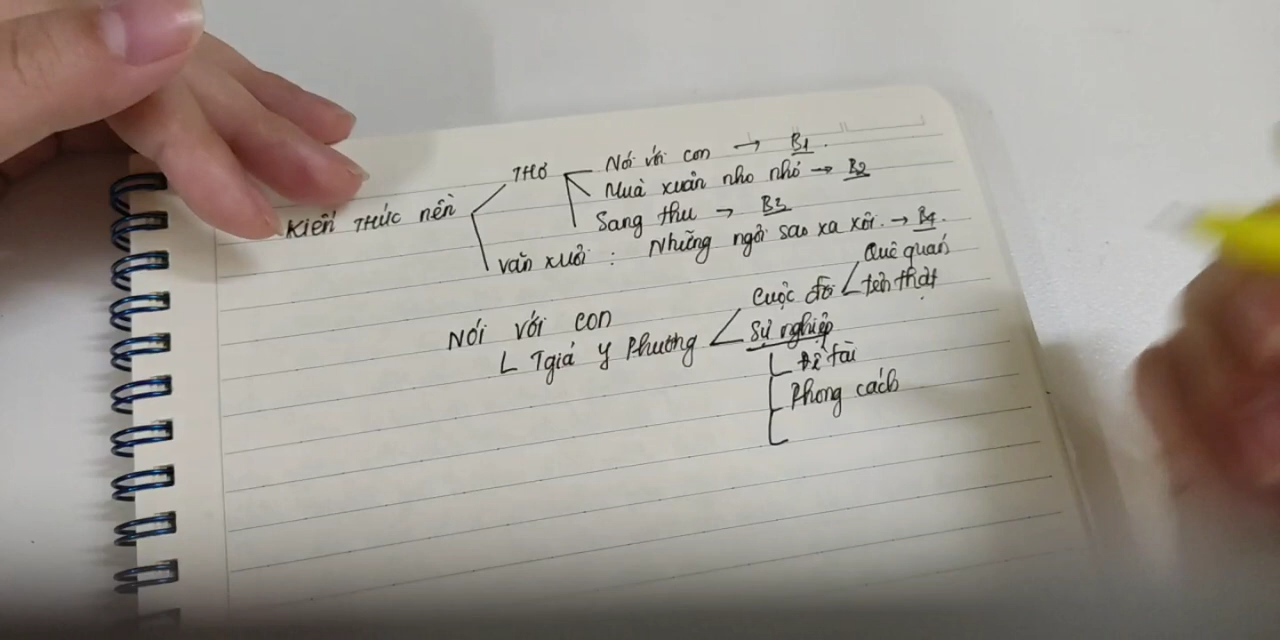 Thơ
Nói với con → B1.
Mùa xuân nho nhỏ → B2
Kiến thức nền
Sang thu → B3
văn xuôi : Những ngôi sao xa xôi. → B4.
Quê quán
Cuộc đời
tên thật
Nói với con
Sự nghiệp
Tgiả Y Phương
Đề tài
Phong cách